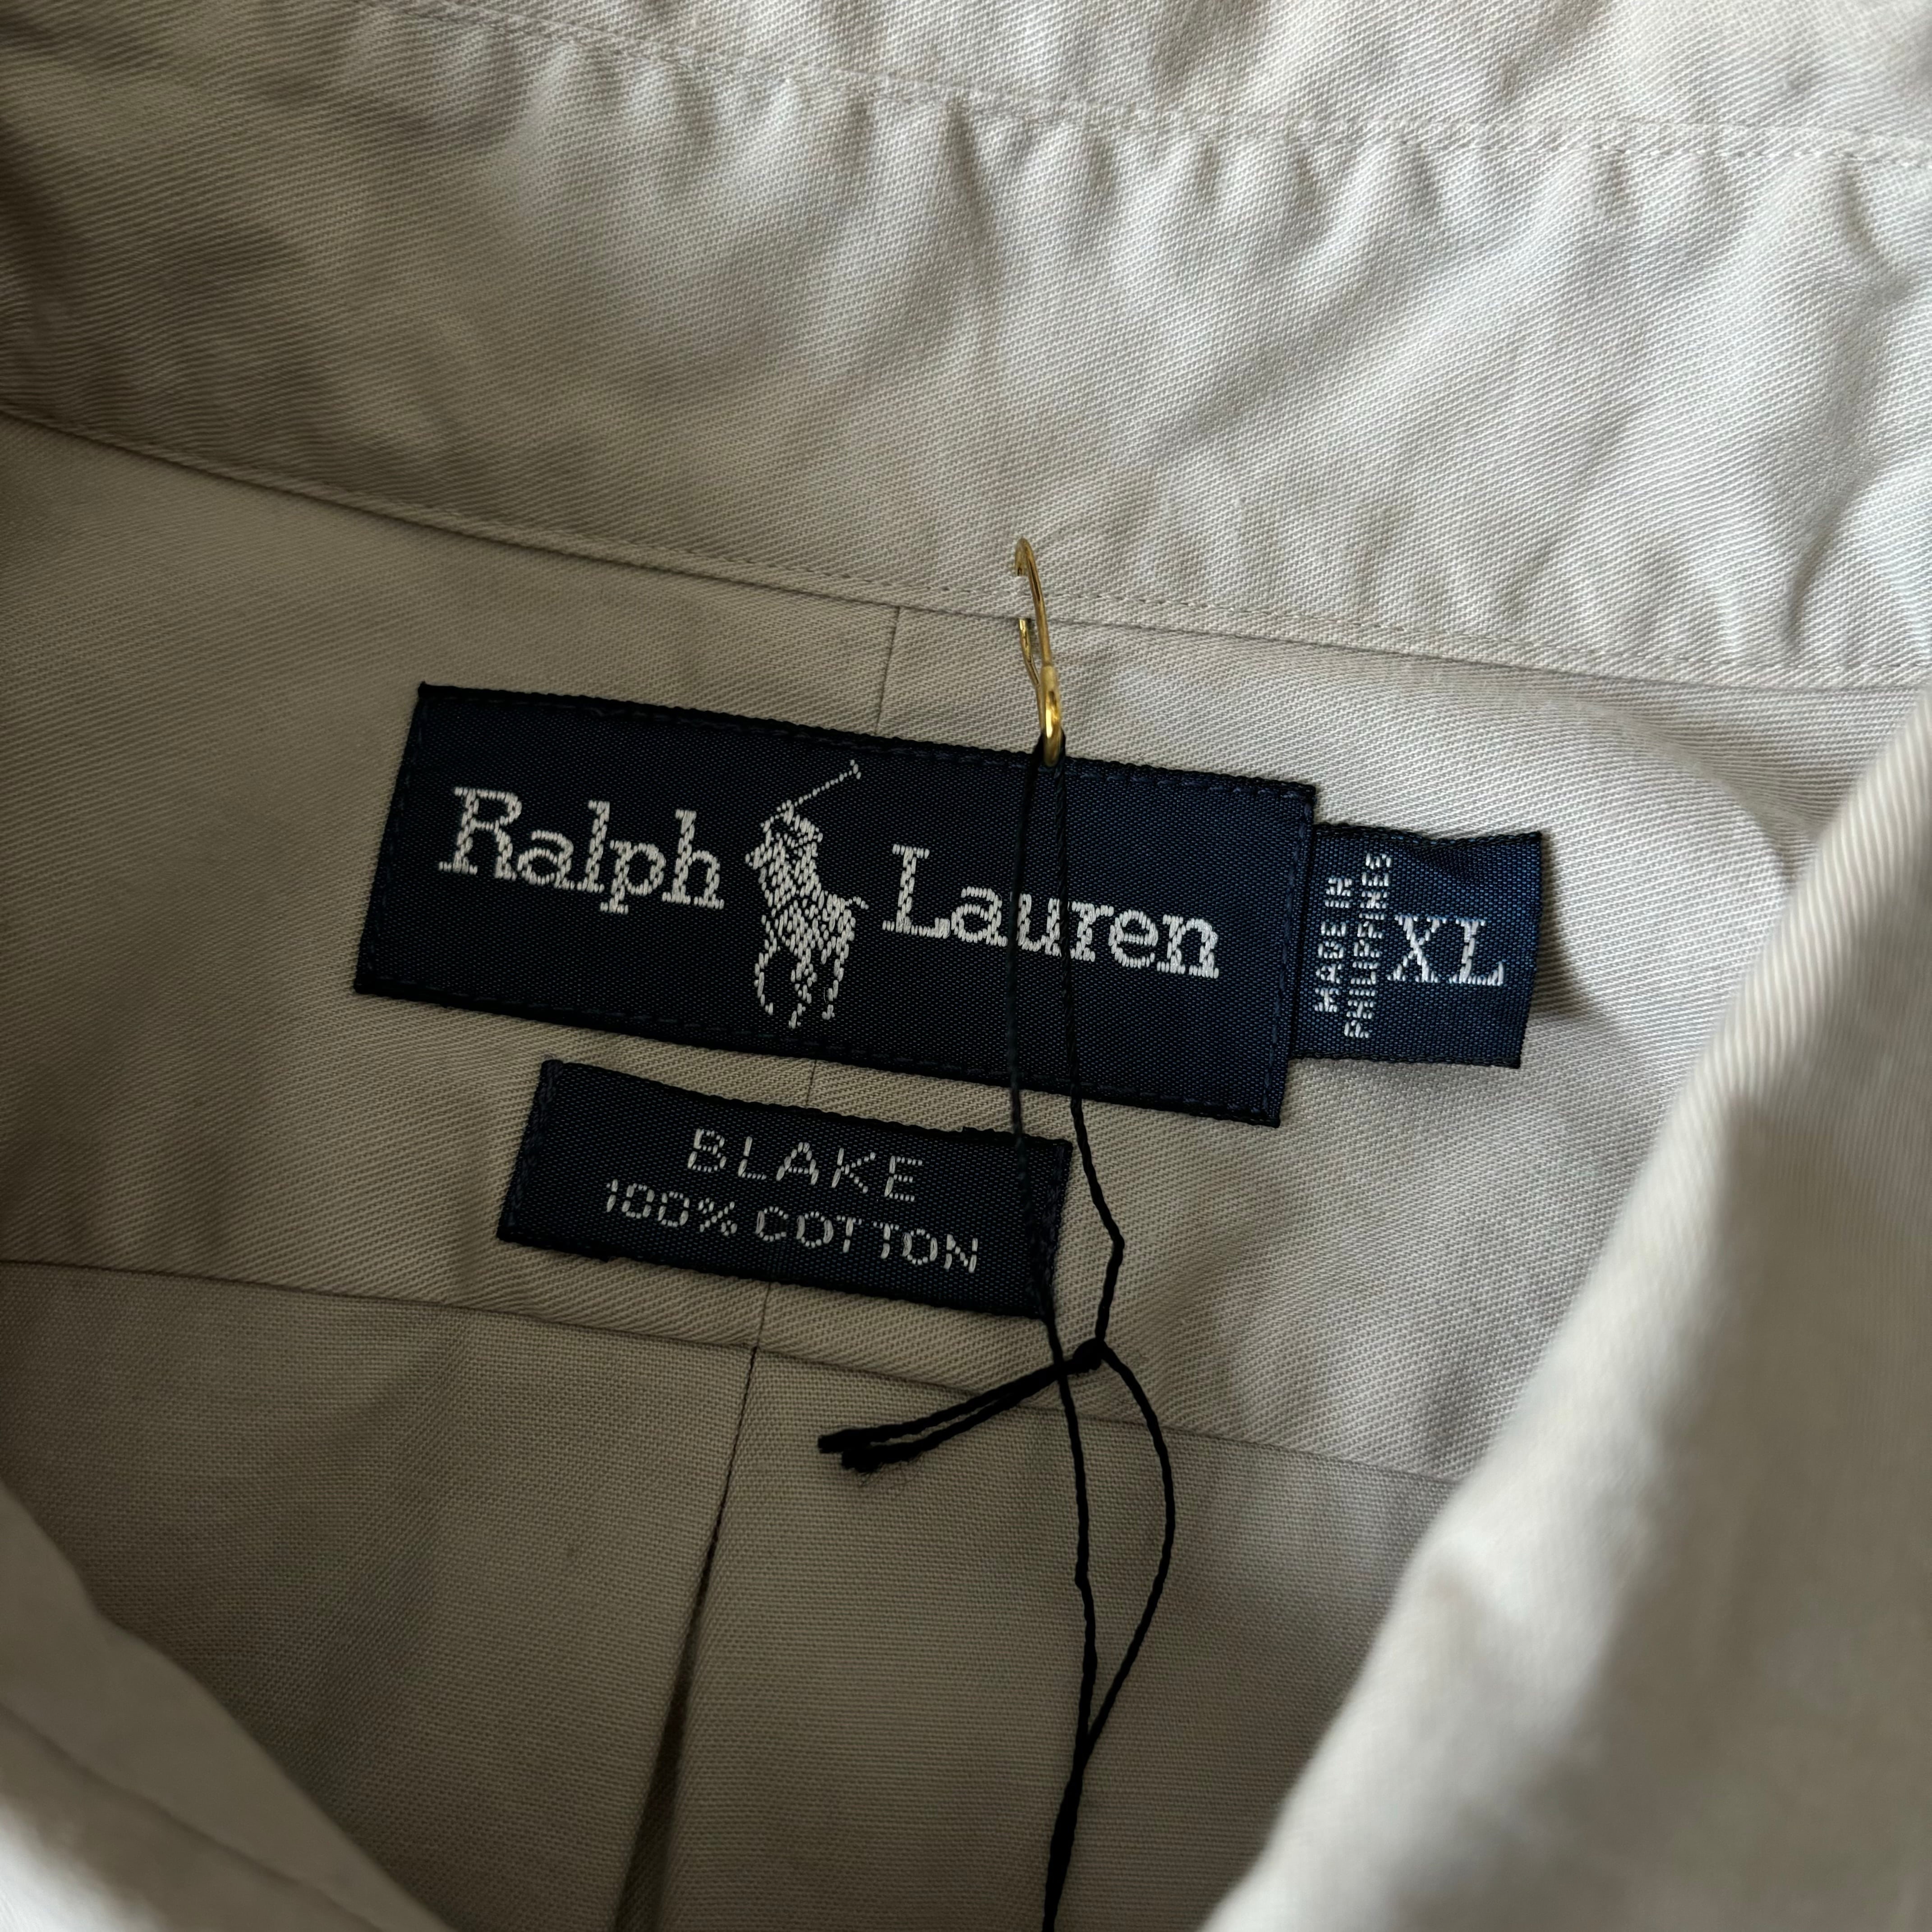 Ralph Lauren
MADE IN
PHILIPPINES
XL
BLAKE
100% COTTON